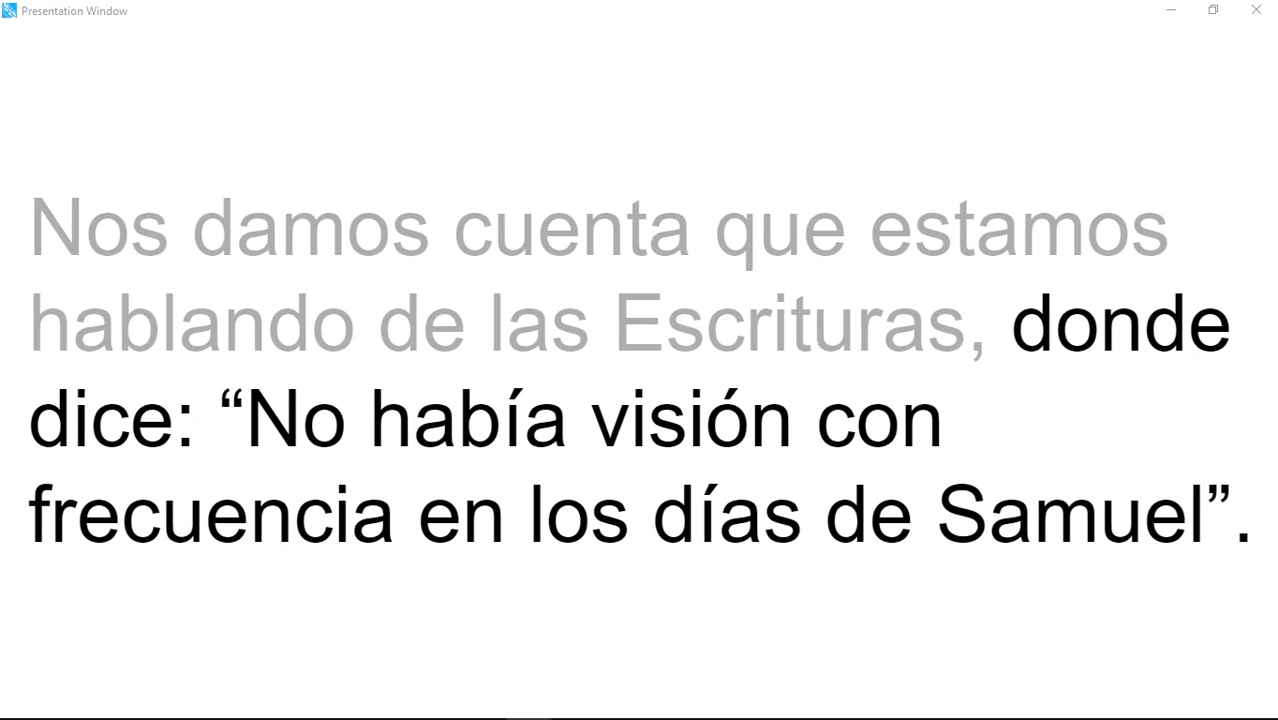 Presentation Window
Nos damos cuenta que estamos
hablando de las Escrituras, donde
dice: “No había visión con
frecuencia en los días de Samuel”.